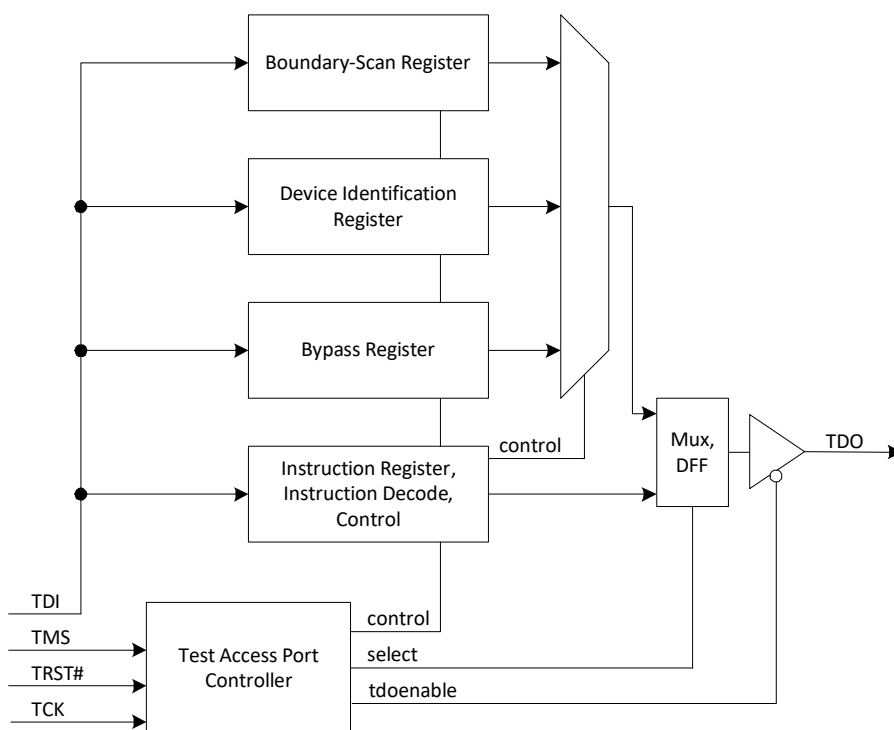 Boundary-Scan Register
Device Identification
Register
Bypass Register
control
Instruction Register,
Instruction Decode,
Control
Mux,
DFF
TDO
TDI
TMS
TRST#
TCK
Test Access Port
Controller
control
select
tdoenable